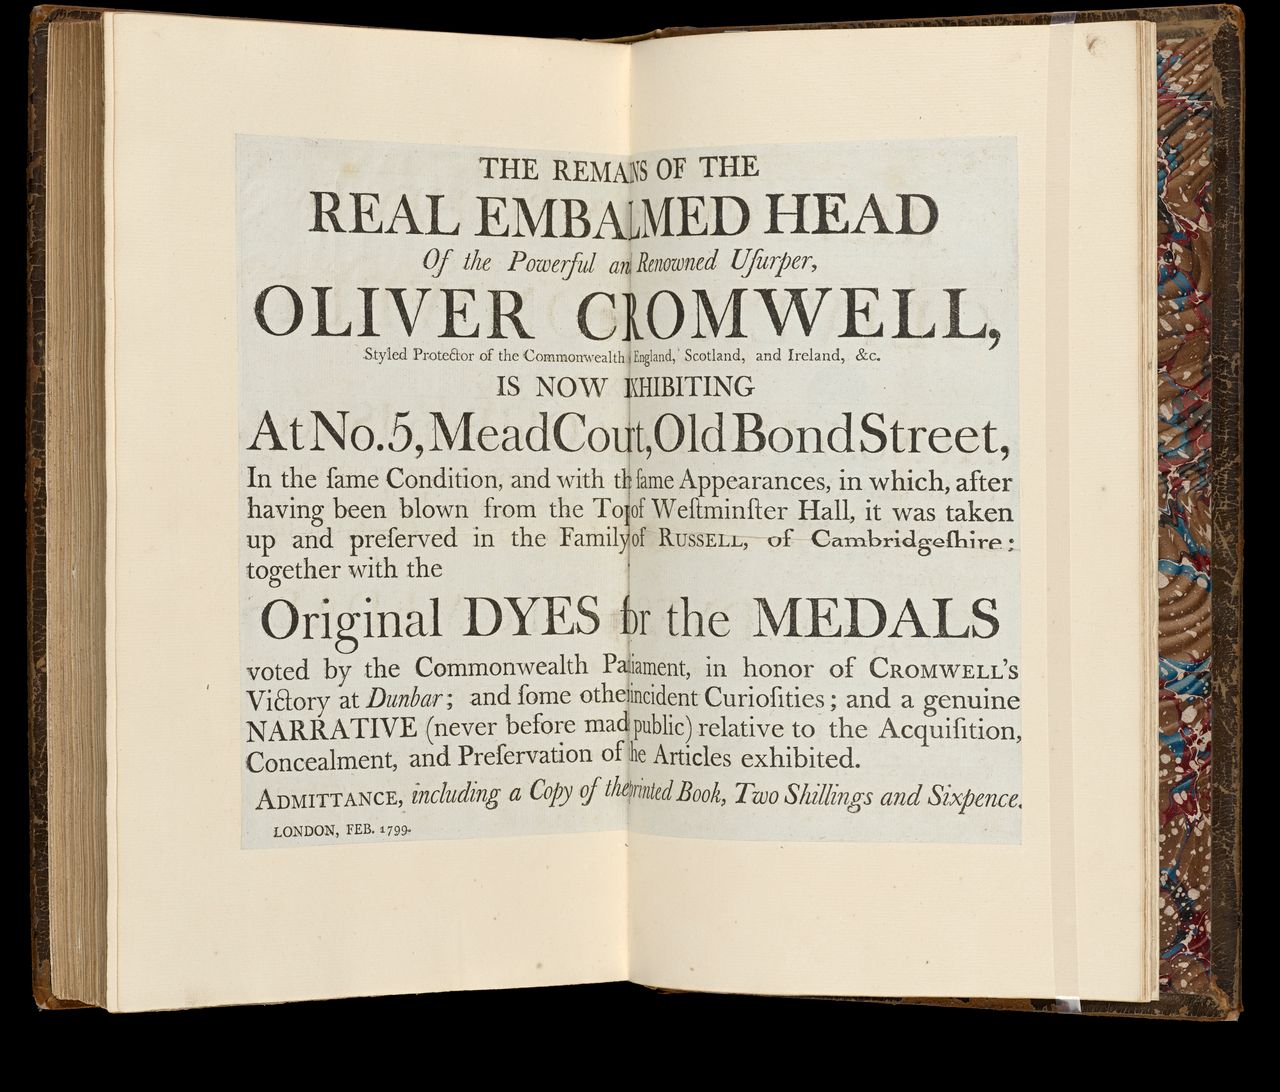 THE REMAINS OF THE
REAL EMBALMED HEAD
Of the Powerful an Renowned Uſurper,
OLIVER CROMWELL,
Styled Protector of the Commonwealth England, Scotland, and Ireland, &c.
IS NOW EXHIBITING
At No. 5, Mead Court, Old Bond Street,
In the ſame Condition, and with the ſame Appearances, in which, after
having been blown from the Top of Weſtminſter Hall, it was taken
up and preſerved in the Family of RUSSELL, of Cambridgeſhire;
together with the
Original DYES for the MEDALS
voted by the Commonwealth Parliament, in honor of CROMWELL'S
Victory at Dunbar; and ſome other incident Curioſities; and a genuine
NARRATIVE (never before mad public) relative to the Acquiſition,
Concealment, and Preſervation of the Articles exhibited.
ADMITTANCE, including a Copy of the printed Book, Two Shillings and Sixpence.
LONDON, FEB. 1799.